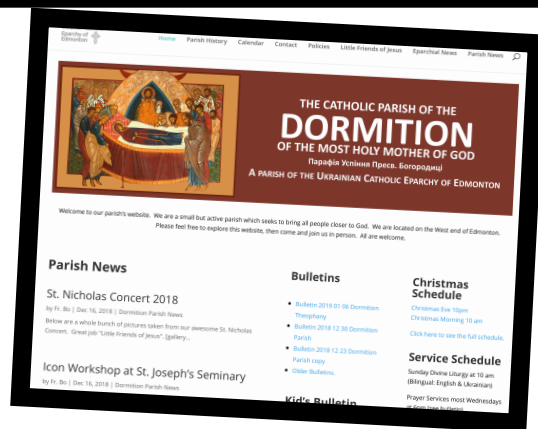 Eparchy of
Edmonton
Home Parish History Calendar Contact Policies Little Friends of Jesus Eparchial News Parish News
THE CATHOLIC PARISH OF THE
DORMITION
OF THE MOST HOLY MOTHER OF GOD
Парафія Успіння Пресв. Богородиці
A PARISH OF THE UKRAINIAN CATHOLIC EPARCHY OF EDMONTON
Welcome to our parish's website. We are a small but active parish which seeks to bring all people closer to God. We are located on the West end of Edmonton.
Please feel free to explore this website, then come and join us in person. All are welcome.
Parish News
St. Nicholas Concert 2018
by Fr. Bo | Dec 16, 2018 | Dormition Parish News
Below are a whole bunch of pictures taken from our awesome St. Nicholas
Concert. Great job "Little Friends of Jesus". [gallery...
Icon Workshop at St. Joseph's Seminary
by Fr. Bo | Dec 16, 2018 | Dormition Parish News
Bulletins
Bulletin 2019 01 06 Dormition
Theophany
Bulletin 2018 12 30 Dormition
Parish
Bulletin 2018 12 23 Dormition
Parish copy
Older Bulletins.
Kid's Bulletin
Christmas
Schedule
Christmas Eve 10pm
Christmas Morning 10 am
Click here to see the full schedule.
Service Schedule
Sunday Divine Liturgy at 10 am
(Bilingual: English & Ukrainian)
Prayer Services most Wednesdays